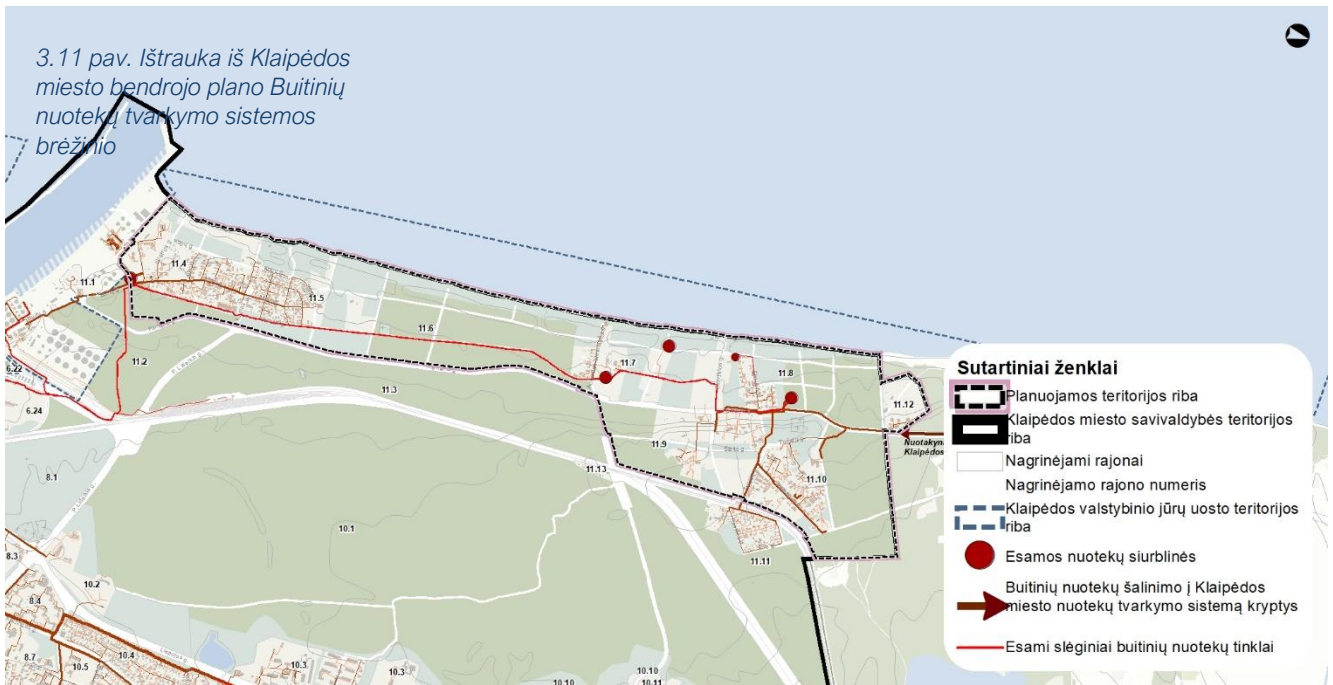 3.11 pav. Ištrauka iš Klaipėdos
miesto bendrojo plano Buitinių
nuotekų tvarkymo sistemos
brėžinio
11.1
11.4
11.5
11.2
11.6
11.3
11.7
11.8
11.12
11.9
11.13
11.10
11.11
6.22
6.24
8.1
10.1
8.3
10.2
8.4
8.7
10.5
10.4
10.3
10.3
10.10
10.10
10.11
Nuotakyna
Klaipėdos
Sutartiniai ženklai
Planuojamos teritorijos riba
Klaipėdos miesto savivaldybės teritorijos
riba
Nagrinėjami rajonai
Nagrinėjamo rajono numeris
Klaipėdos valstybinio jūrų uosto teritorijos
riba
Esamos nuotekų siurblinės
Buitinių nuotekų šalinimo į Klaipėdos
miesto nuotekų tvarkymo sistemą kryptys
Esami slėginiai buitinių nuotekų tinklai